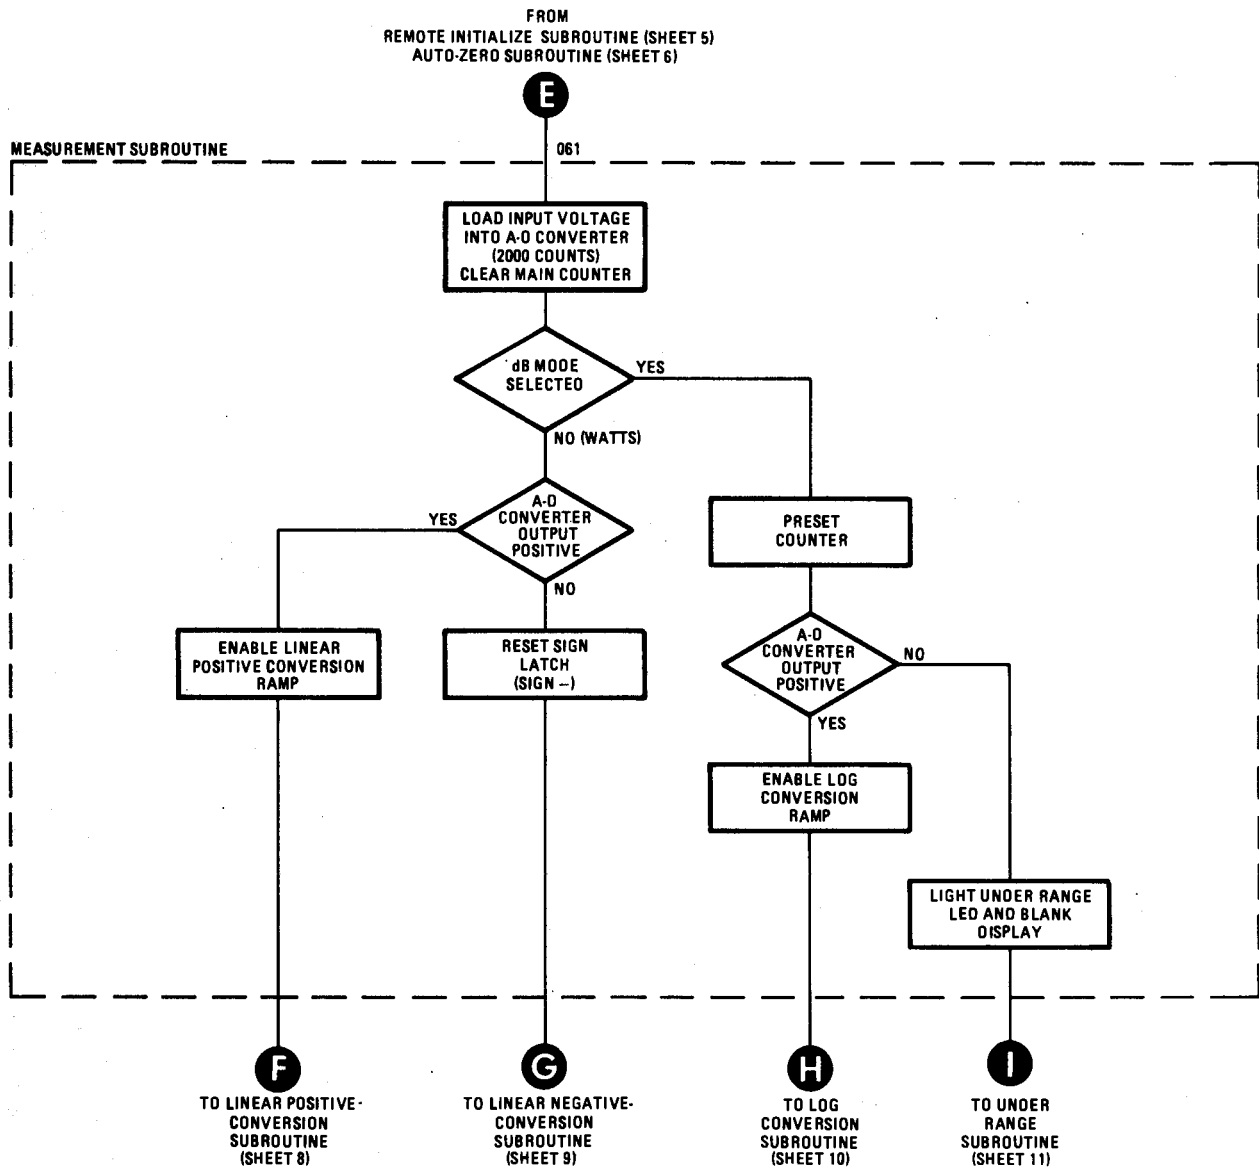 FROM
REMOTE INITIALIZE SUBROUTINE (SHEET 5)
AUTO-ZERO SUBROUTINE (SHEET 6)
E
MEASUREMENT SUBROUTINE
061
LOAD INPUT VOLTAGE
INTO A-D CONVERTER
(2000 COUNTS)
CLEAR MAIN COUNTER
dB MODE
SELECTED
YES
NO (WATTS)
A-D
CONVERTER
OUTPUT
POSITIVE
YES
NO
PRESET
COUNTER
ENABLE LINEAR
POSITIVE CONVERSION
RAMP
RESET SIGN
LATCH
(SIGN –)
A-D
CONVERTER
OUTPUT
POSITIVE
NO
YES
ENABLE LOG
CONVERSION
RAMP
LIGHT UNDER RANGE
LED AND BLANK
DISPLAY
F
TO LINEAR POSITIVE-
CONVERSION
SUBROUTINE
(SHEET 8)
G
TO LINEAR NEGATIVE-
CONVERSION
SUBROUTINE
(SHEET 9)
H
TO LOG
CONVERSION
SUBROUTINE
(SHEET 10)
I
TO UNDER
RANGE
SUBROUTINE
(SHEET 11)